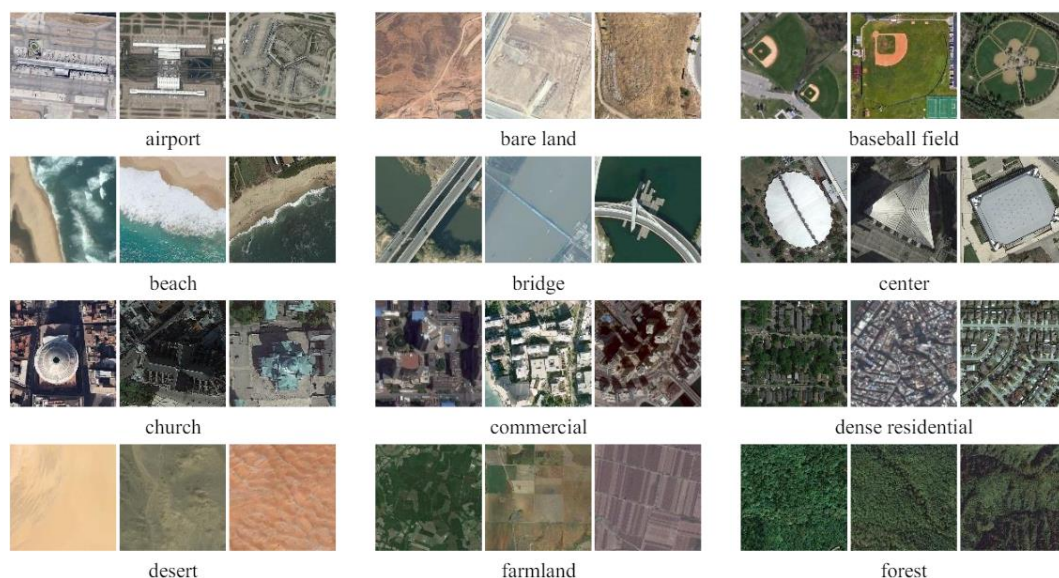 airport
bare land
baseball field
beach
bridge
center
church
commercial
dense residential
desert
farmland
forest